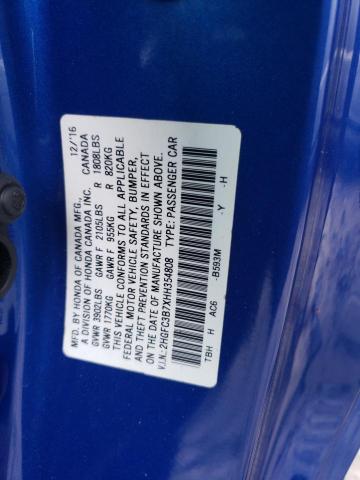 MFD. BY HONDA OF CANADA MFG., 12/'16
A DIVISION OF HONDA CANADA INC. CANADA
GVWR 3902LBS GAWR F 2105LBS R 1808LBS
GVWR 1770KG GAWR F 955KG R 820KG
THIS VEHICLE CONFORMS TO ALL APPLICABLE
FEDERAL MOTOR VEHICLE SAFETY, BUMPER,
AND THEFT PREVENTION STANDARDS IN EFFECT
ON THE DATE OF MANUFACTURE SHOWN ABOVE.
V.I.N.:2HGFC3B7XHH354808 TYPE: PASSENGER CAR
TBH H AC6 -B593M -Y -H